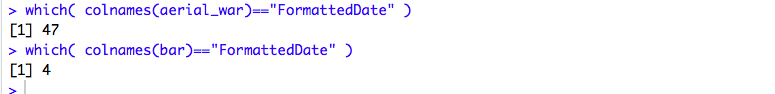 > which( colnames(aerial_war)=="FormattedDate" )
[1] 47
> which( colnames(bar)=="FormattedDate" )
[1] 4
>